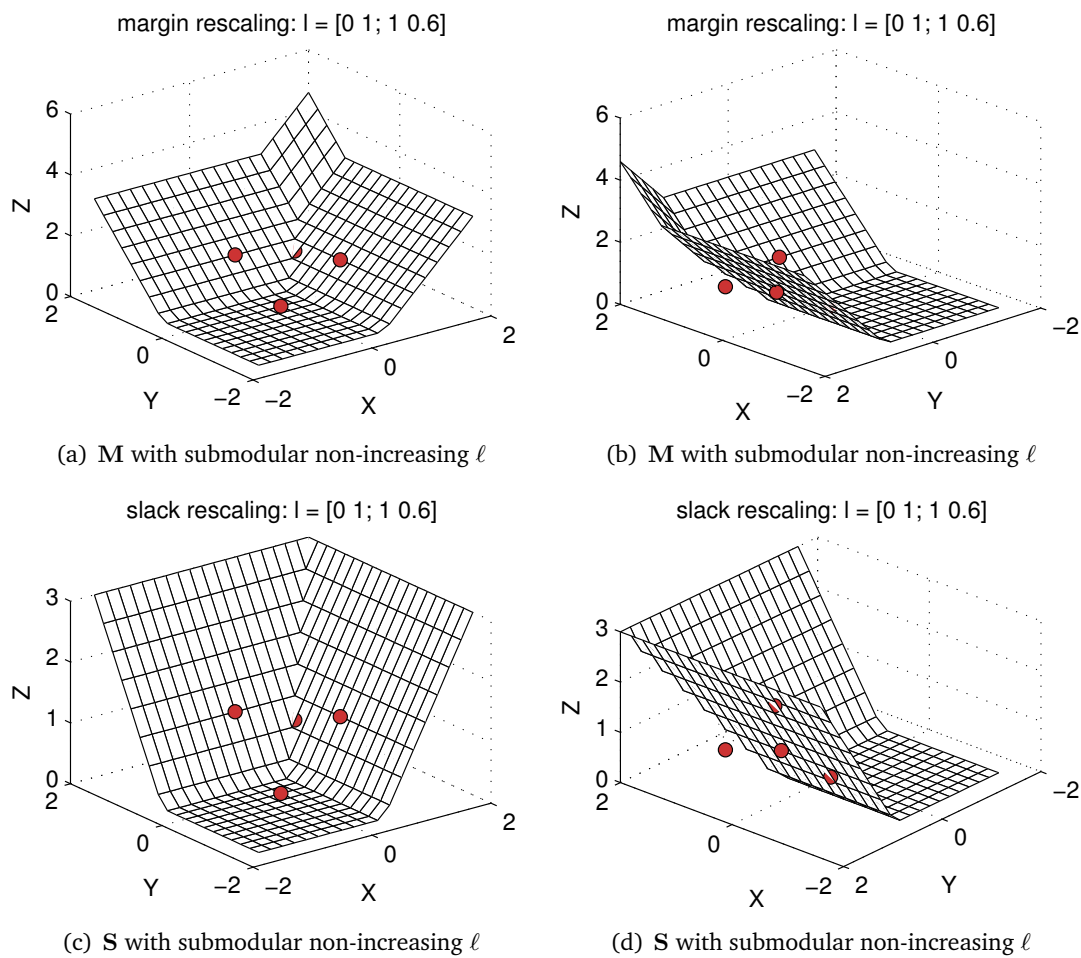 margin rescaling: l = [0 1; 1 0.6]
6
4
2
0
Z
2
0
−2
Y
−2
0
2
X
(a) M with submodular non-increasing ℓ
margin rescaling: l = [0 1; 1 0.6]
6
4
2
0
Z
2
0
−2
X
2
0
−2
Y
(b) M with submodular non-increasing ℓ
slack rescaling: l = [0 1; 1 0.6]
3
2
1
0
Z
2
0
−2
Y
−2
0
2
X
(c) S with submodular non-increasing ℓ
slack rescaling: l = [0 1; 1 0.6]
3
2
1
0
Z
2
0
−2
X
2
0
−2
Y
(d) S with submodular non-increasing ℓ